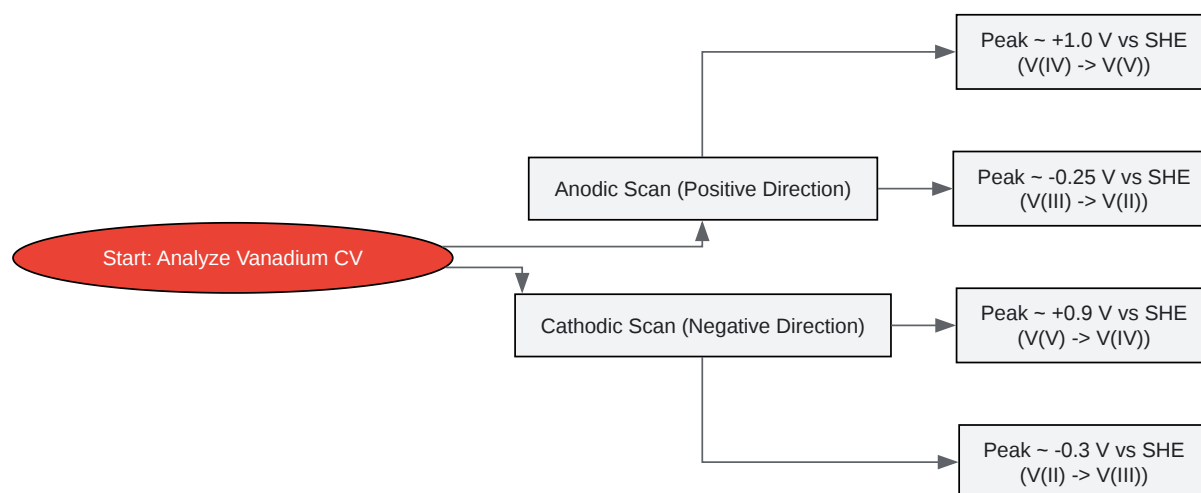 Peak ~ +1.0 V vs SHE
(V(IV) -> V(V))
Anodic Scan (Positive Direction)
Peak ~ -0.25 V vs SHE
(V(III) -> V(II))
Start: Analyze Vanadium CV
Cathodic Scan (Negative Direction)
Peak ~ +0.9 V vs SHE
(V(V) -> V(IV))
Peak ~ -0.3 V vs SHE
(V(II) -> V(III))